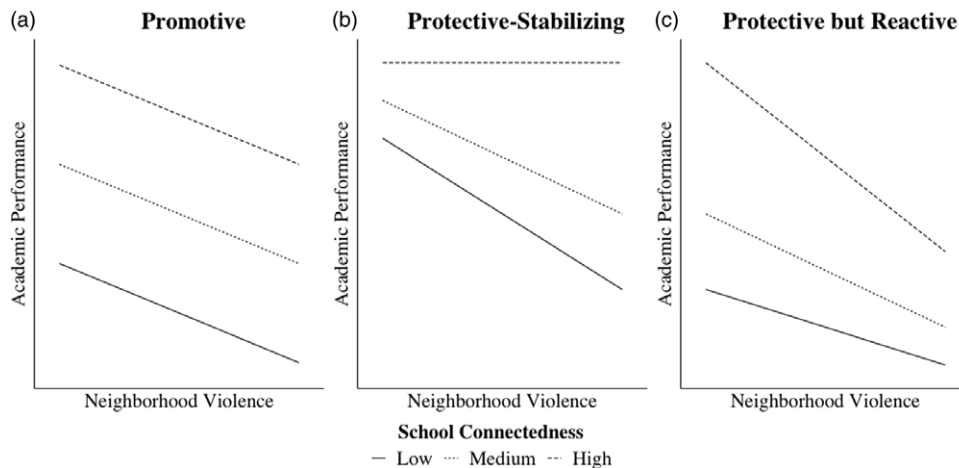 (a) Promotive
(b) Protective-Stabilizing
(c) Protective but Reactive
Academic Performance
Academic Performance
Academic Performance
Neighborhood Violence
Neighborhood Violence
Neighborhood Violence
School Connectedness
Low Medium High